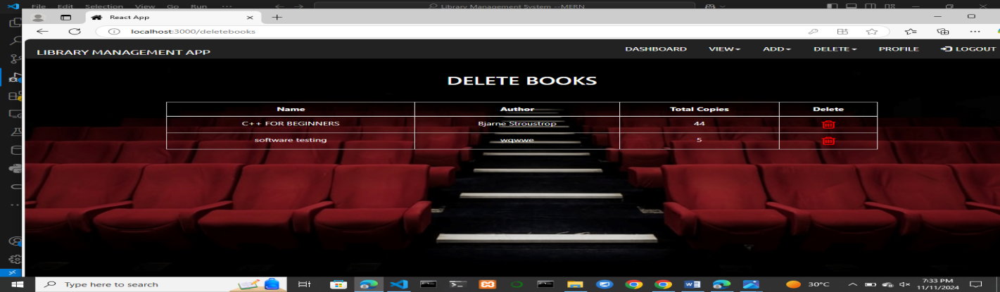 File Edit Selection View Go Run ··· Library Management System --MERN
React App
localhost:3000/deletebooks
LIBRARY MANAGEMENT APP DASHBOARD VIEW ADD DELETE PROFILE LOGOUT
DELETE BOOKS
Name Author Total Copies Delete
C++ FOR BEGINNERS Bjarne Stroustrop 44
software testing wqwwe 5
Type here to search 30°C 7:33 PM
11/11/2024